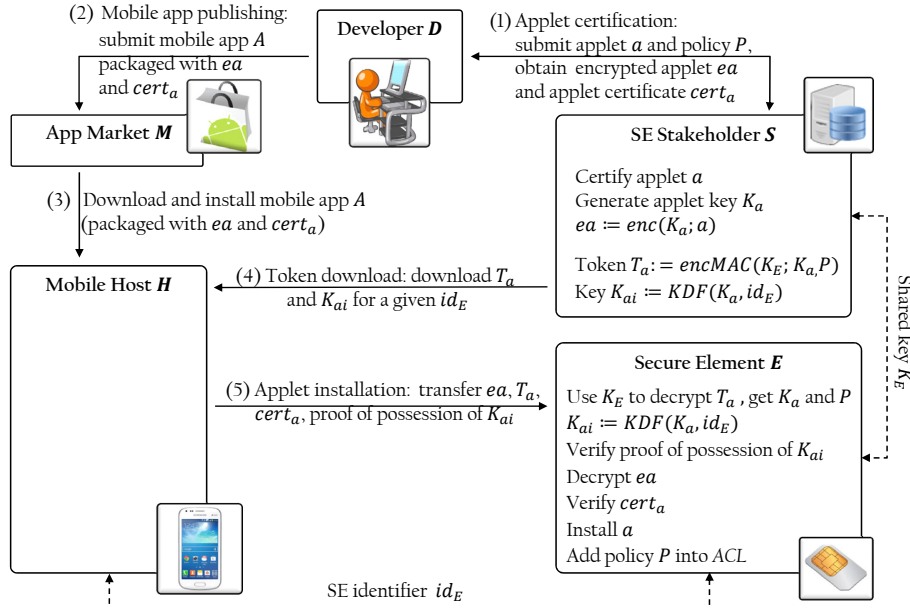 (2) Mobile app publishing:
submit mobile app A
packaged with ea
and cert_a
Developer D
(1) Applet certification:
submit applet a and policy P,
obtain encrypted applet ea
and applet certificate cert_a
App Market M
SE Stakeholder S
Certify applet a
Generate applet key K_a
ea := enc(K_a; a)
Token T_a: = encMAC(K_E; K_a,P)
Key K_ai := KDF(K_a, id_E)
(3) Download and install mobile app A
(packaged with ea and cert_a)
Mobile Host H
(4) Token download: download T_a
and K_ai for a given id_E
Shared key K_E
(5) Applet installation: transfer ea, T_a,
cert_a, proof of possession of K_ai
Secure Element E
Use K_E to decrypt T_a , get K_a and P
K_ai := KDF(K_a, id_E)
Verify proof of possession of K_ai
Decrypt ea
Verify cert_a
Install a
Add policy P into ACL
SE identifier id_E